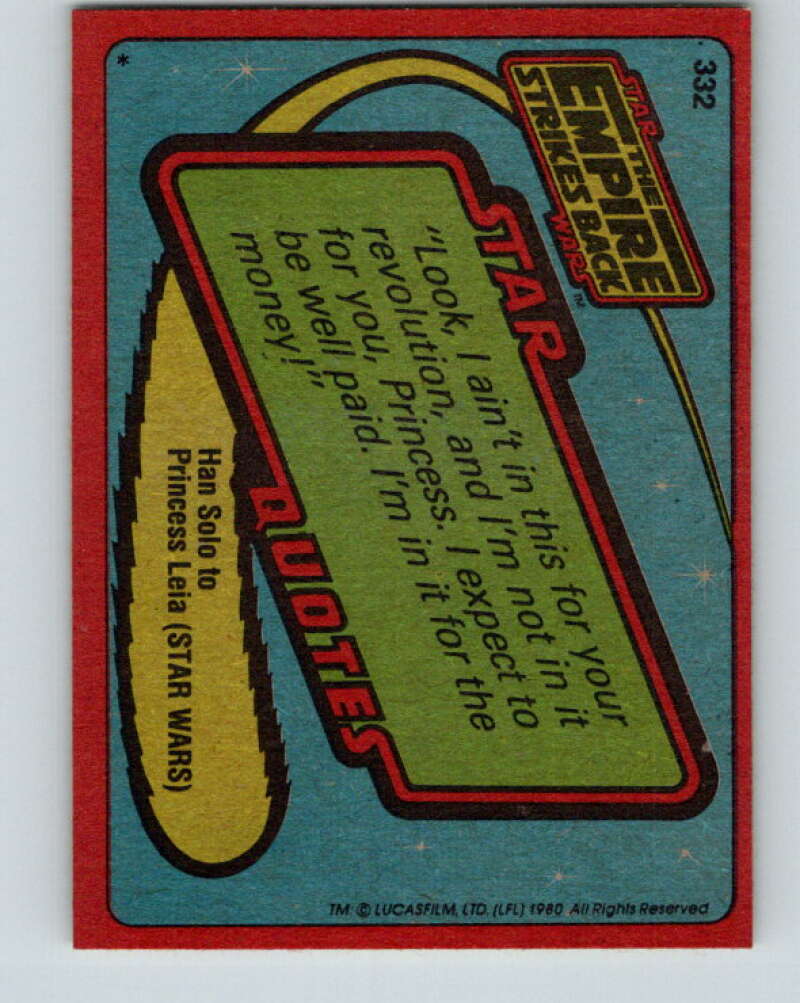 332
STAR
THE
EMPIRE
STRIKES BACK
WARS™
*
STAR
"Look, I ain't in this for your
revolution, and I'm not in it
for you, Princess. I expect to
be well paid. I'm in it for the
money!"
QUOTES
Han Solo to
Princess Leia (STAR WARS)
TM: © LUCASFILM, LTD. (LFL) 1980 All Rights Reserved